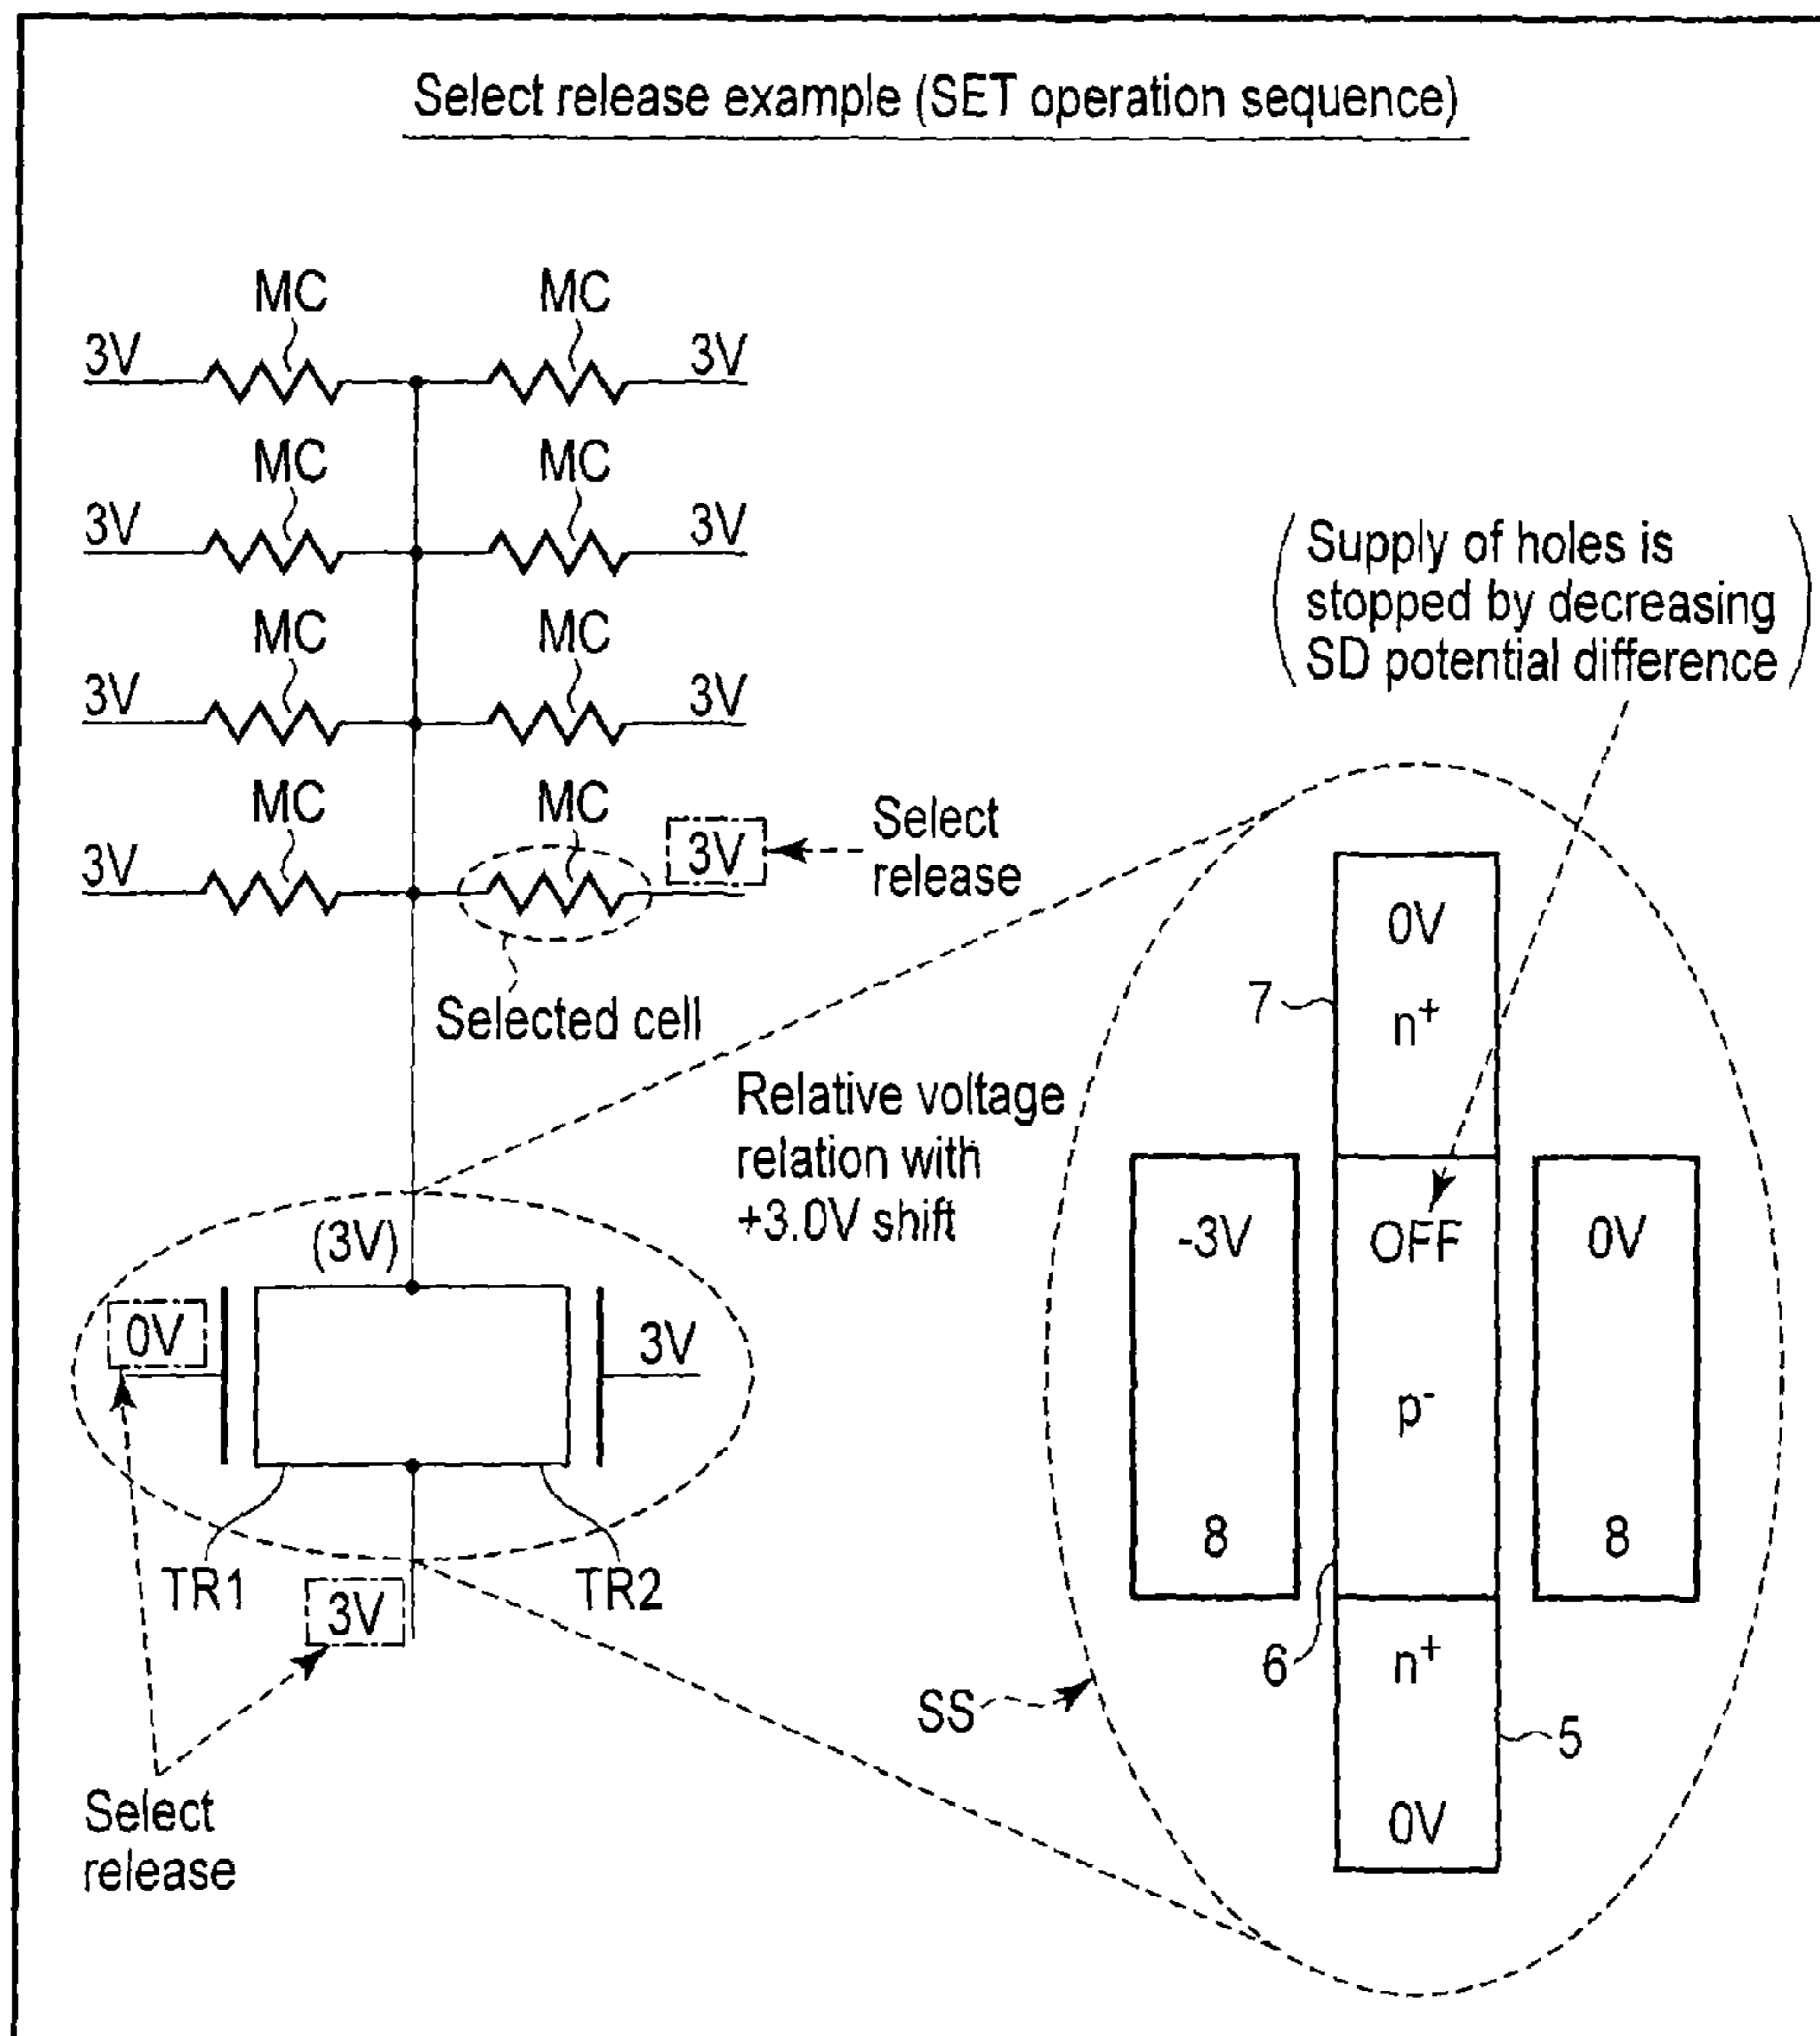 Select release example (SET operation sequence)
MC MC
3V 3V
MC MC
3V 3V
MC MC
3V 3V
MC MC
3V 3V
Select
release
Selected cell
(Supply of holes is
stopped by decreasing
SD potential difference)
Relative voltage
relation with
+3.0V shift
(3V)
0V 3V
TR1 TR2
3V
Select
release
0V
7
n+
-3V OFF 0V
p-
8 8
6
n+
SS
5
0V